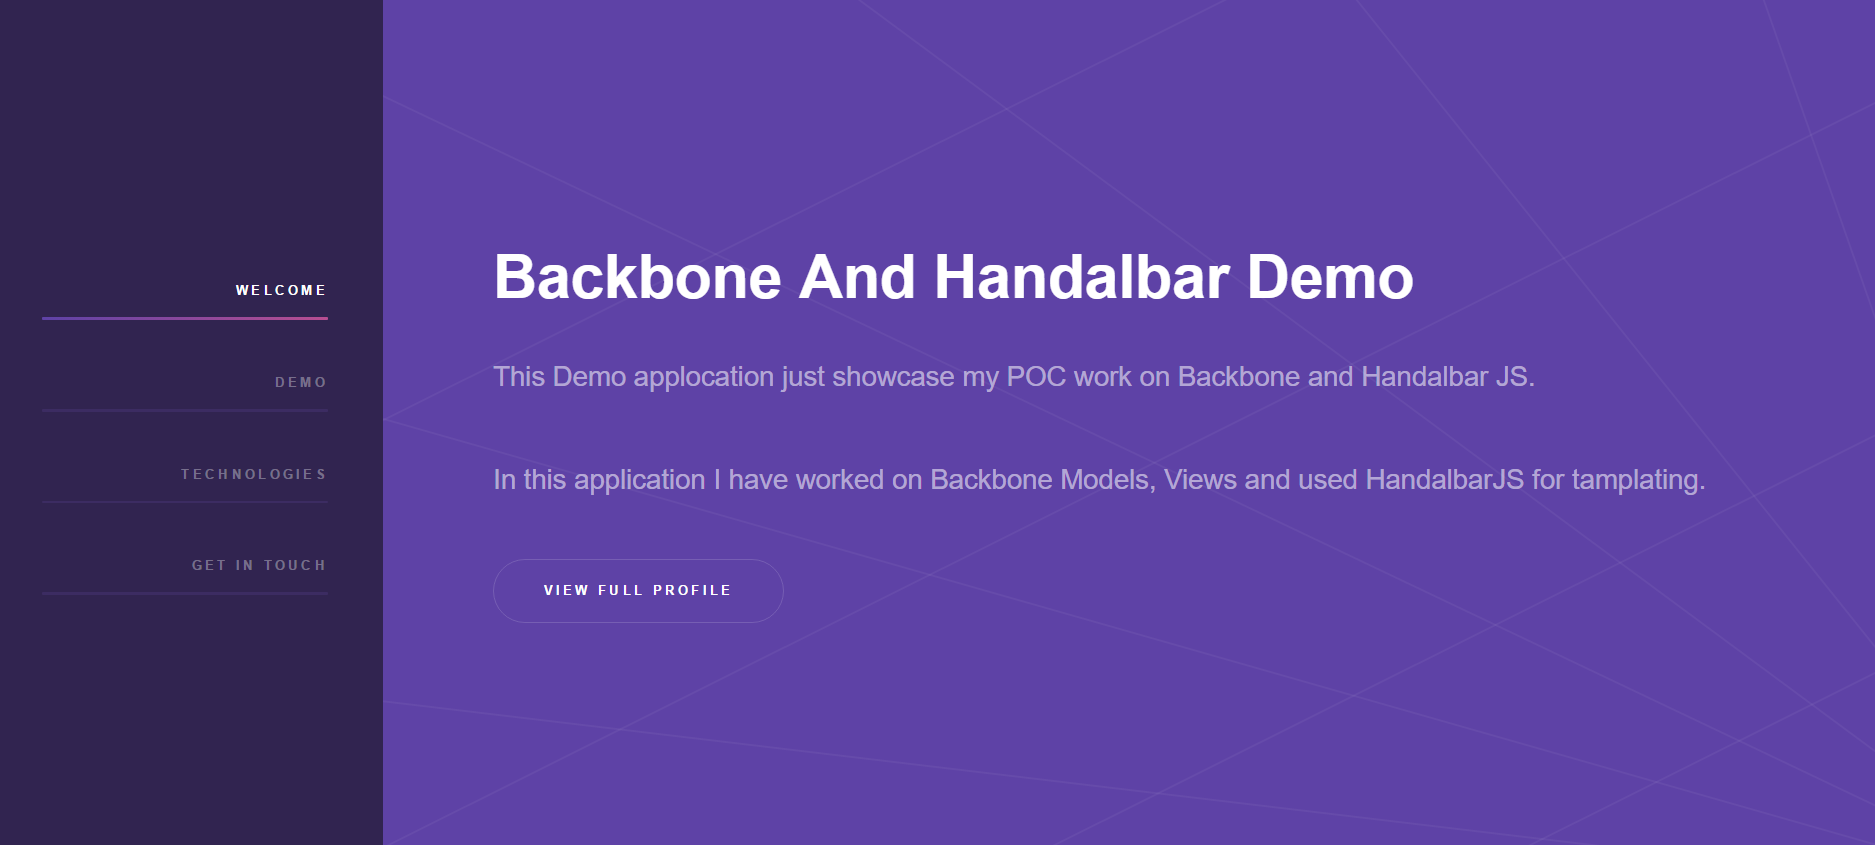 WELCOME
DEMO
TECHNOLOGIES
GET IN TOUCH
Backbone And Handalbar Demo
This Demo applocation just showcase my POC work on Backbone and Handalbar JS.
In this application I have worked on Backbone Models, Views and used HandalbarJS for tamplating.
VIEW FULL PROFILE